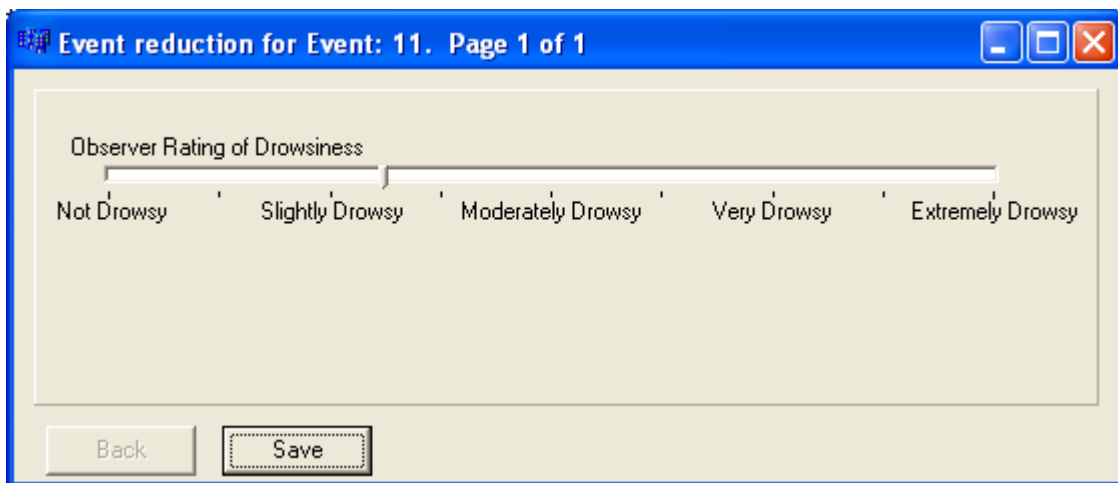 Event reduction for Event: 11. Page 1 of 1
Observer Rating of Drowsiness
Not Drowsy Slightly Drowsy Moderately Drowsy Very Drowsy Extremely Drowsy
Back Save